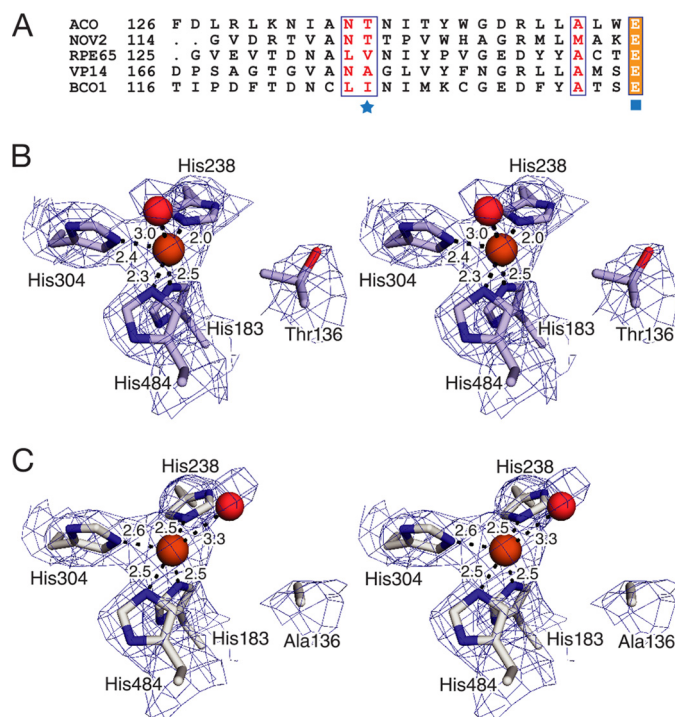 A
ACO 126 F D L R L K N I A N T N I T Y W G D R L L A L W E
NOV2 114 . . G V D R T V A N T T P V W H A G R M L M A K E
RPE65 125 . G V E V T D N A L V N I Y P V G E D Y Y A C T E
VP14 166 D P S A G T G V A N A G L V Y F N G R L L A M S E
BCO1 116 T I P D F T D N C L I N I M K C G E D F Y A T S E
B
His238 His238
3.0 2.0 3.0 2.0
2.4 2.4
His304 2.3 2.5 His304 2.3 2.5
His183 Thr136 His183 Thr136
His484 His484
C
His238 His238
2.6 2.5 3.3 2.6 2.5 3.3
His304 2.5 2.5 His304 2.5 2.5
His183 Ala136 His183 Ala136
His484 His484